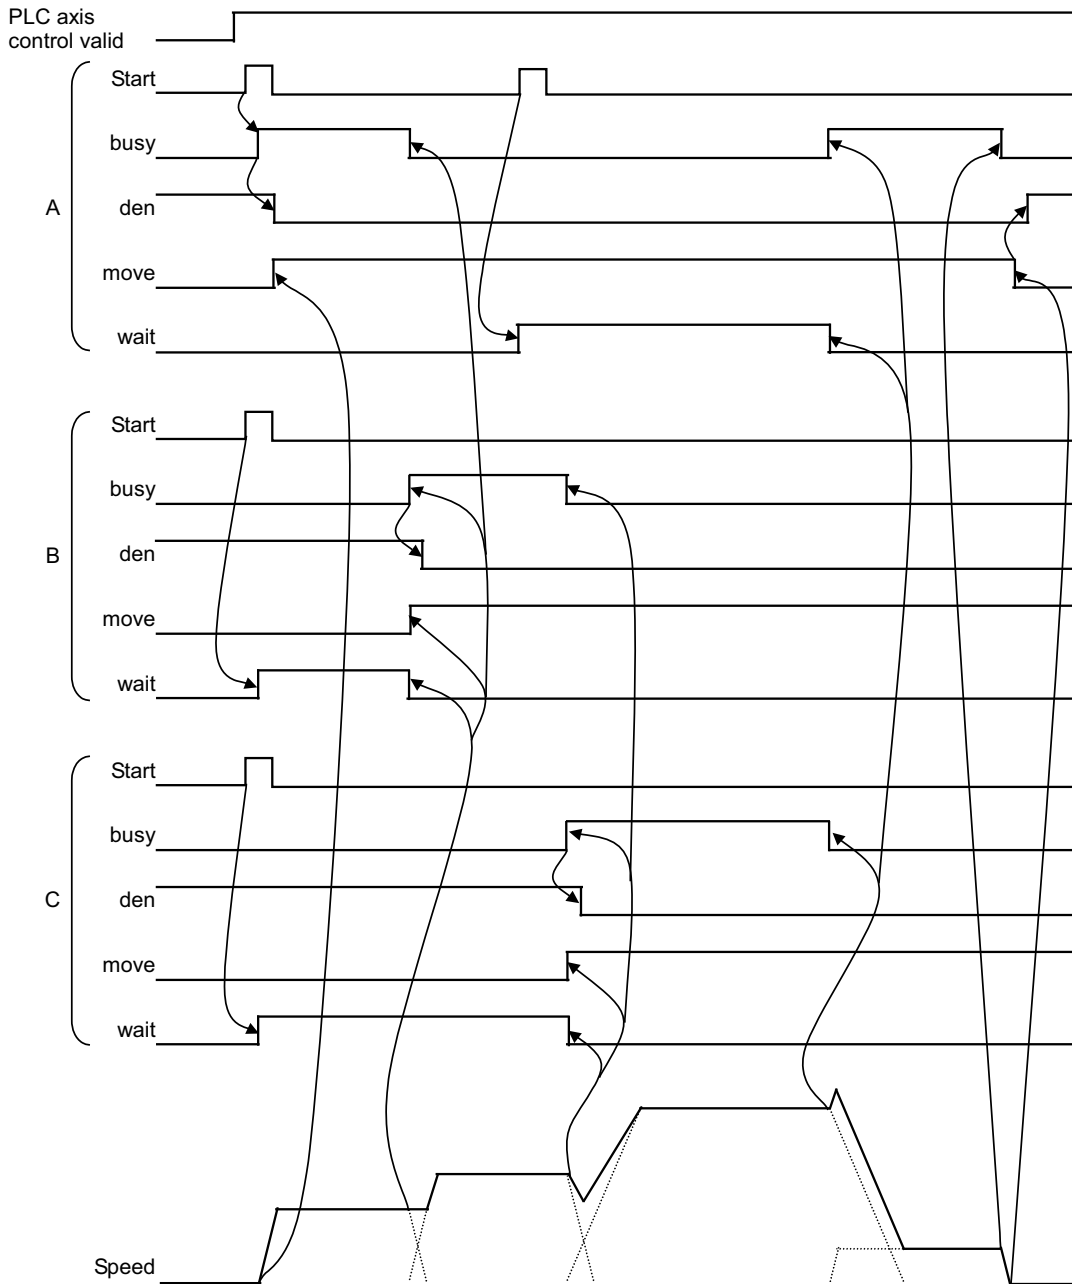 PLC axis
control valid
Start
busy
den
A
move
wait
Start
busy
den
B
move
wait
Start
busy
den
C
move
wait
Speed